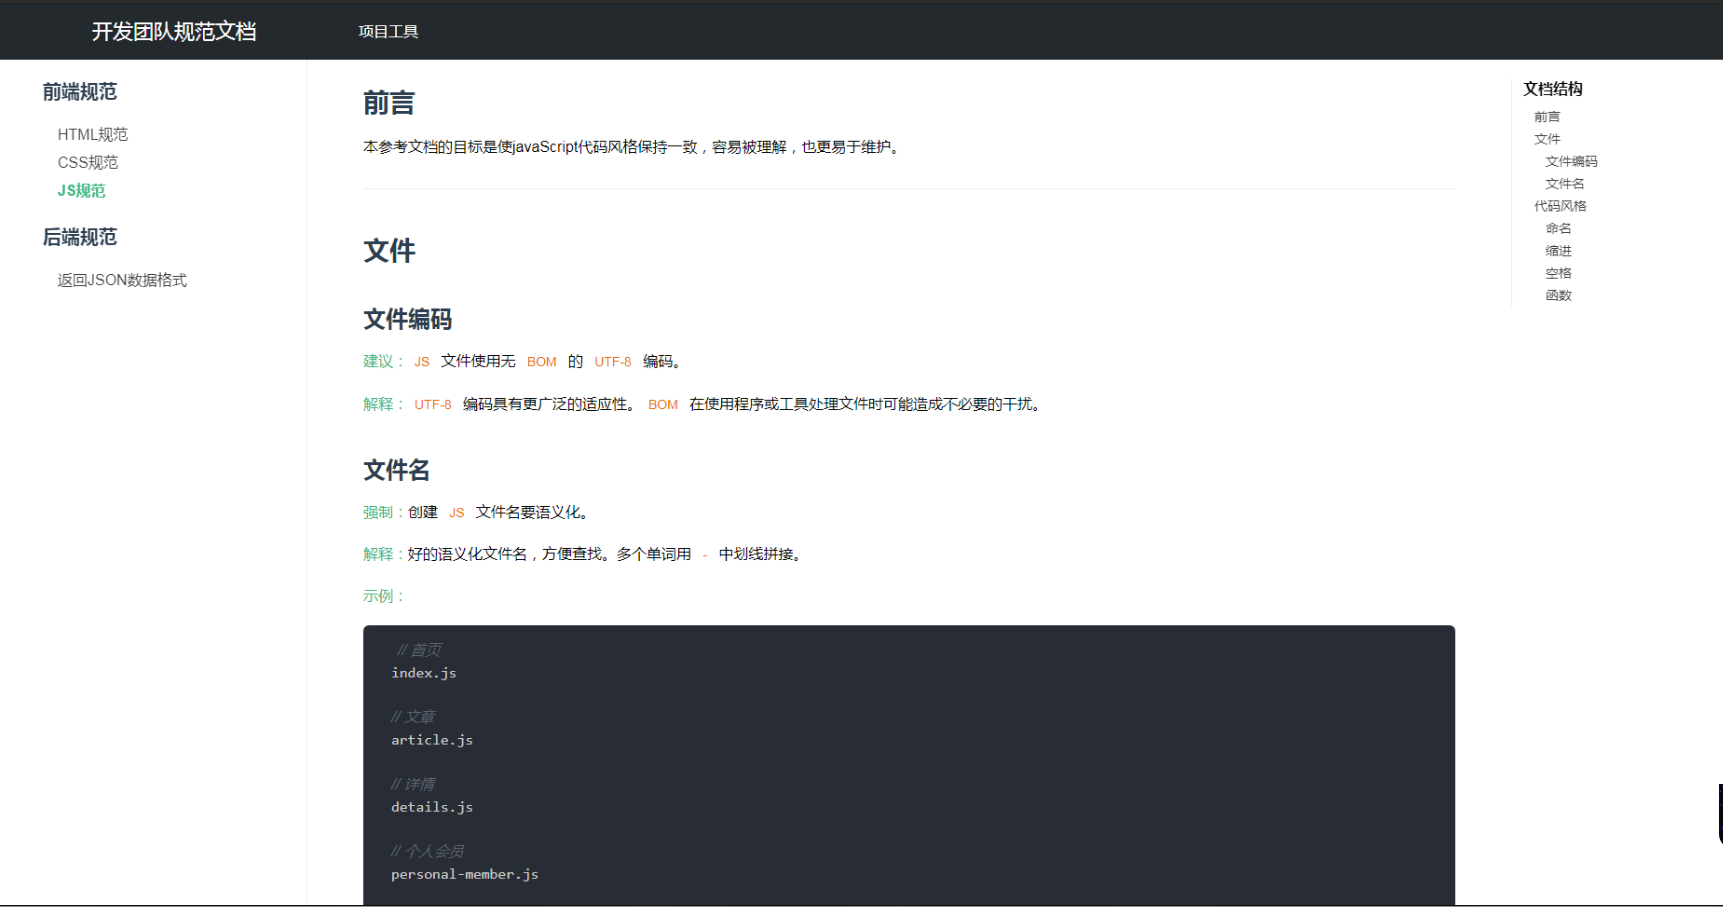 开发团队规范文档
项目工具
前端规范
HTML规范
CSS规范
JS规范
后端规范
返回JSON数据格式
前言
本参考文档的目标是使javaScript代码风格保持一致，容易被理解，也更易于维护。
文件
文件编码
建议： JS 文件使用无 BOM 的 UTF-8 编码。
解释： UTF-8 编码具有更广泛的适应性。 BOM 在使用程序或工具处理文件时可能造成不必要的干扰。
文件名
强制：创建 JS 文件名要语义化。
解释：好的语义化文件名，方便查找。多个单词用 - 中划线拼接。
示例：
// 首页
index.js
// 文章
article.js
// 详情
details.js
// 个人会员
personal-member.js
文档结构
前言
文件
文件编码
文件名
代码风格
命名
缩进
空格
函数